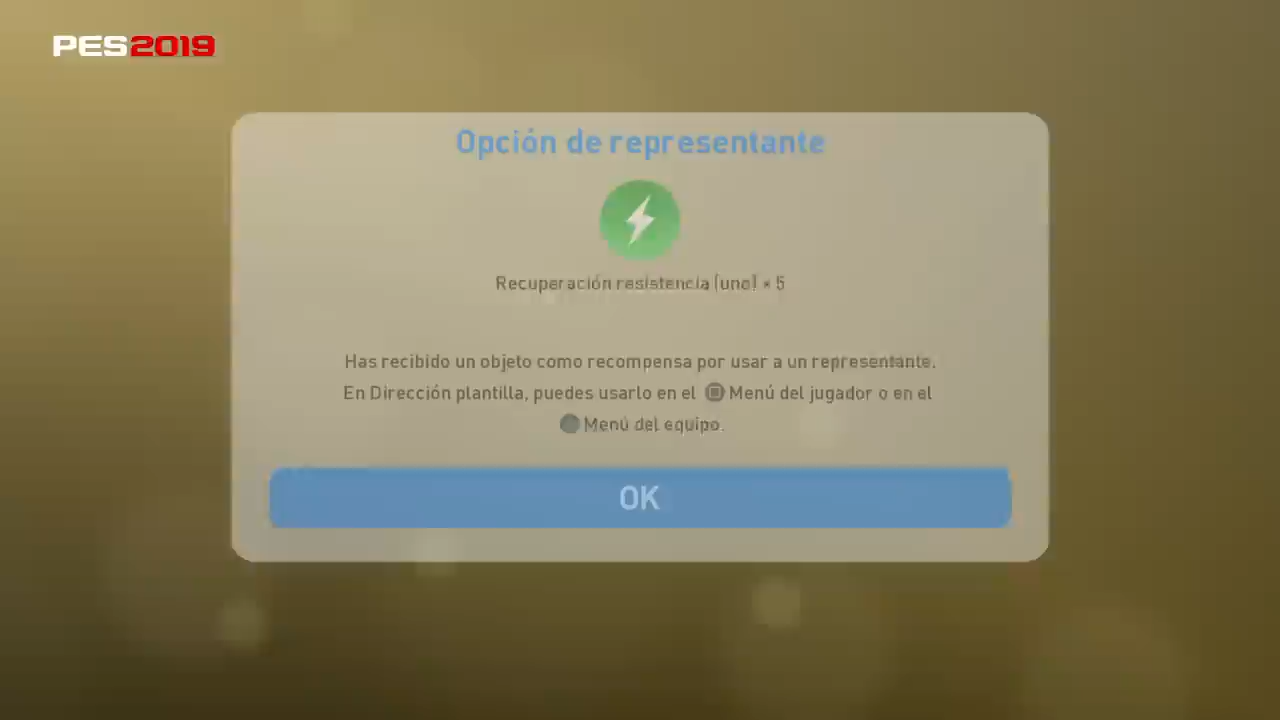 PES2019
Opción de representante
Recuperación resistencia [uno] × 5
Has recibido un objeto como recompensa por usar a un representante.
En Dirección plantilla, puedes usarlo en el Menú del jugador o en el
Menú del equipo.
OK